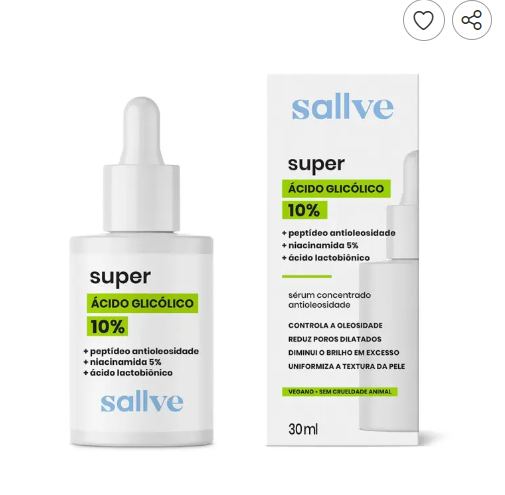 super
ÁCIDO GLICÓLICO
10%
+ peptídeo antioleosidade
+ niacinamida 5%
+ ácido lactobiônico
sallve
sallve
super
ÁCIDO GLICÓLICO
10%
+ peptídeo antioleosidade
+ niacinamida 5%
+ ácido lactobiônico
sérum concentrado
antioleosidade
CONTROLA A OLEOSIDADE
REDUZ POROS DILATADOS
DIMINUI O BRILHO EM EXCESSO
UNIFORMIZA A TEXTURA DA PELE
VEGANO • SEM CRUELDADE ANIMAL
30ml